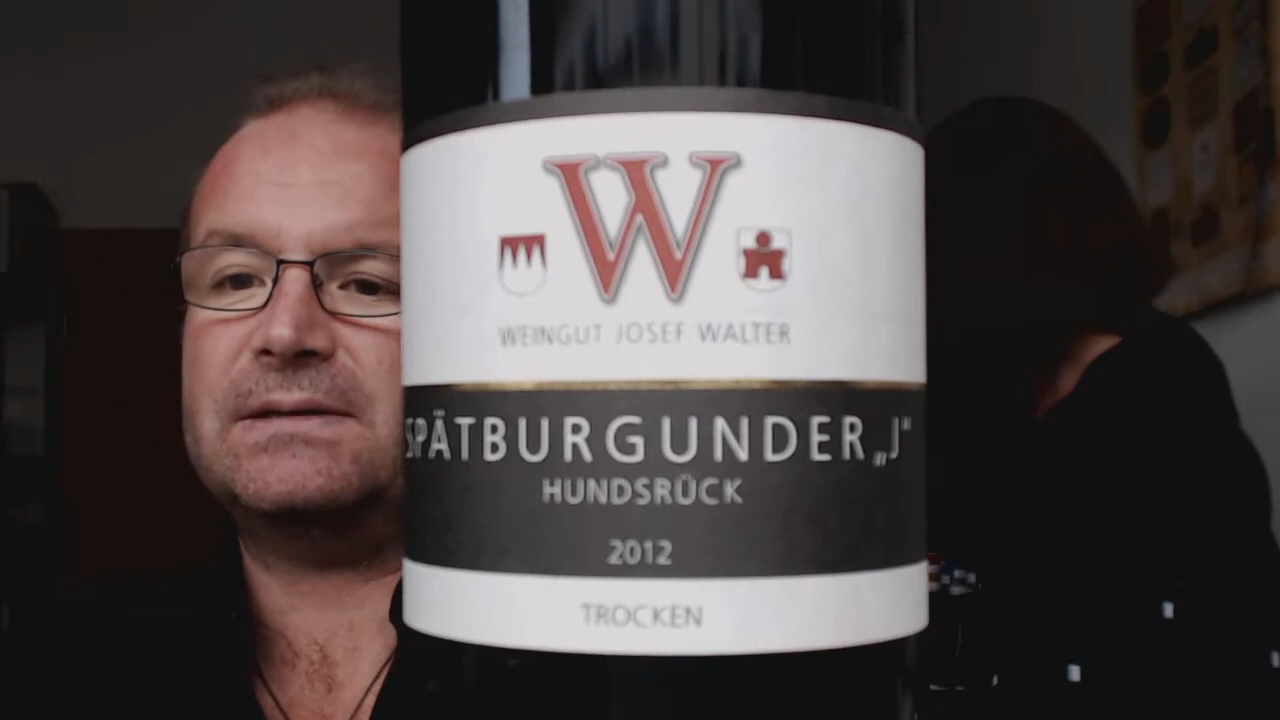 W
WEINGUT JOSEF WALTER
SPÄTBURGUNDER „J“
HUNDSRÜCK
2012
TROCKEN